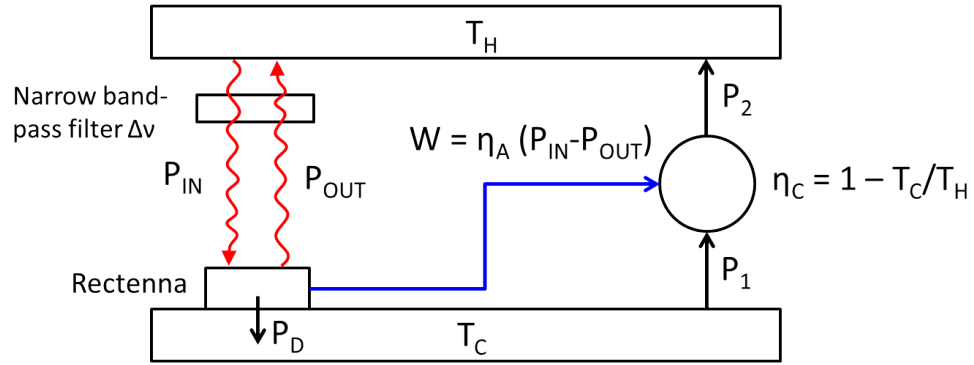 T_H
Narrow band-
pass filter Δν
P_IN
P_OUT
W = η_A (P_IN-P_OUT)
P_2
η_C = 1 – T_C/T_H
Rectenna
P_1
P_D
T_C